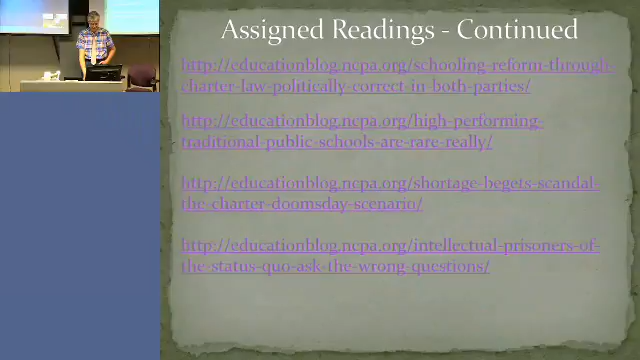 Assigned Readings - Continued
http://educationblog.ncpa.org/schooling-reform-through-
charter-law-politically-correct-in-both-parties/
http://educationblog.ncpa.org/high-performing-
traditional-public-schools-are-rare-really/
http://educationblog.ncpa.org/shortage-begets-scandal-
the-charter-doomsday-scenario/
http://educationblog.ncpa.org/intellectual-prisoners-of-
the-status-quo-ask-the-wrong-questions/